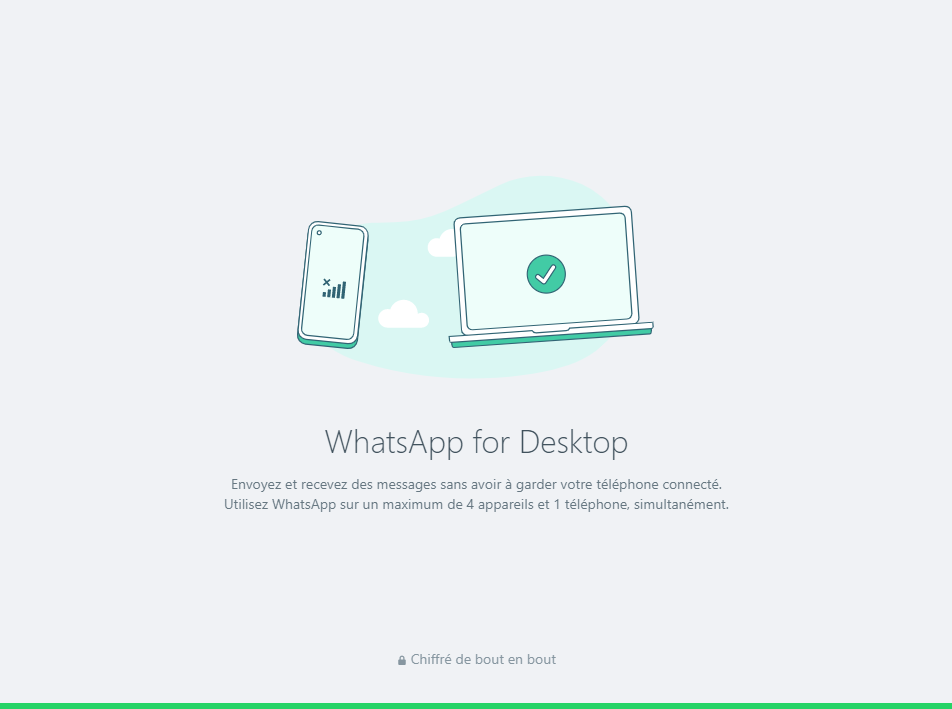 WhatsApp for Desktop
Envoyez et recevez des messages sans avoir à garder votre téléphone connecté.
Utilisez WhatsApp sur un maximum de 4 appareils et 1 téléphone, simultanément.
Chiffré de bout en bout